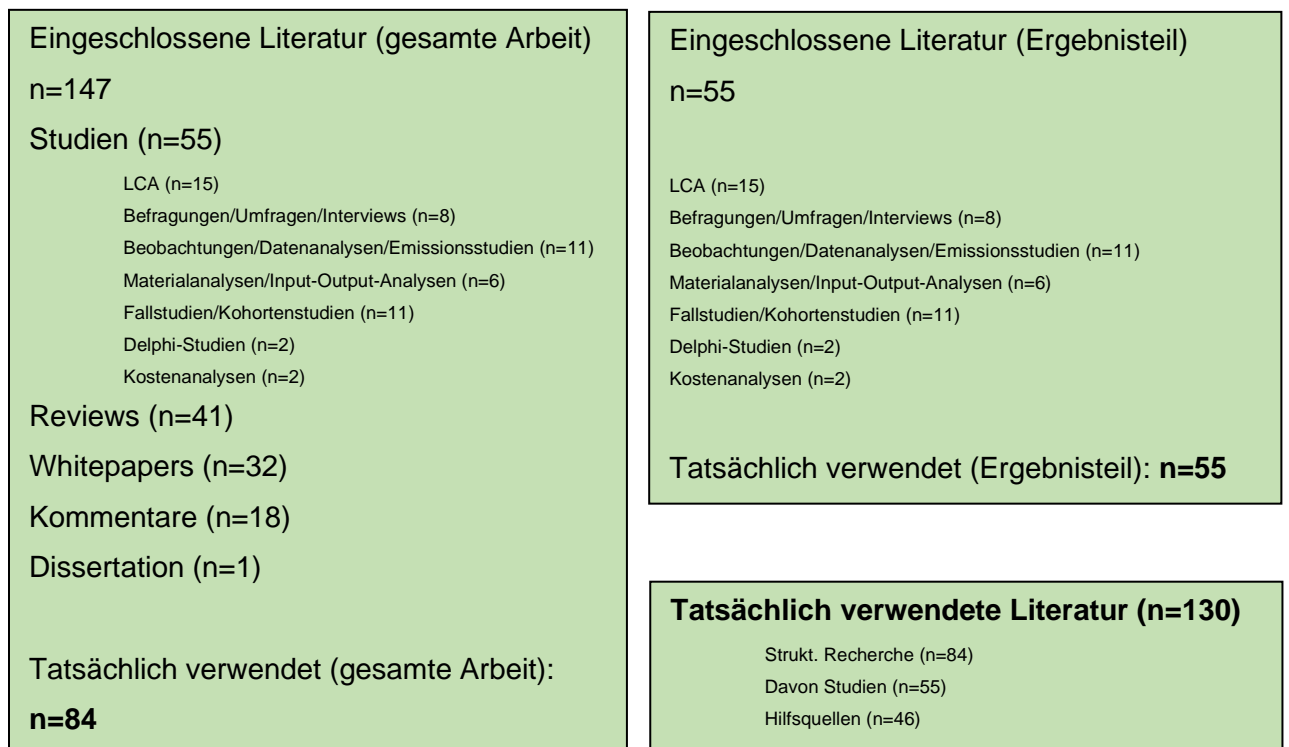 Eingeschlossene Literatur (gesamte Arbeit)
n=147
Studien (n=55)
LCA (n=15)
Befragungen/Umfragen/Interviews (n=8)
Beobachtungen/Datenanalysen/Emissionsstudien (n=11)
Materialanalysen/Input-Output-Analysen (n=6)
Fallstudien/Kohortenstudien (n=11)
Delphi-Studien (n=2)
Kostenanalysen (n=2)
Reviews (n=41)
Whitepapers (n=32)
Kommentare (n=18)
Dissertation (n=1)
Tatsächlich verwendet (gesamte Arbeit):
n=84
Eingeschlossene Literatur (Ergebnisteil)
n=55
LCA (n=15)
Befragungen/Umfragen/Interviews (n=8)
Beobachtungen/Datenanalysen/Emissionsstudien (n=11)
Materialanalysen/Input-Output-Analysen (n=6)
Fallstudien/Kohortenstudien (n=11)
Delphi-Studien (n=2)
Kostenanalysen (n=2)
Tatsächlich verwendet (Ergebnisteil): n=55
Tatsächlich verwendete Literatur (n=130)
Strukt. Recherche (n=84)
Davon Studien (n=55)
Hilfsquellen (n=46)